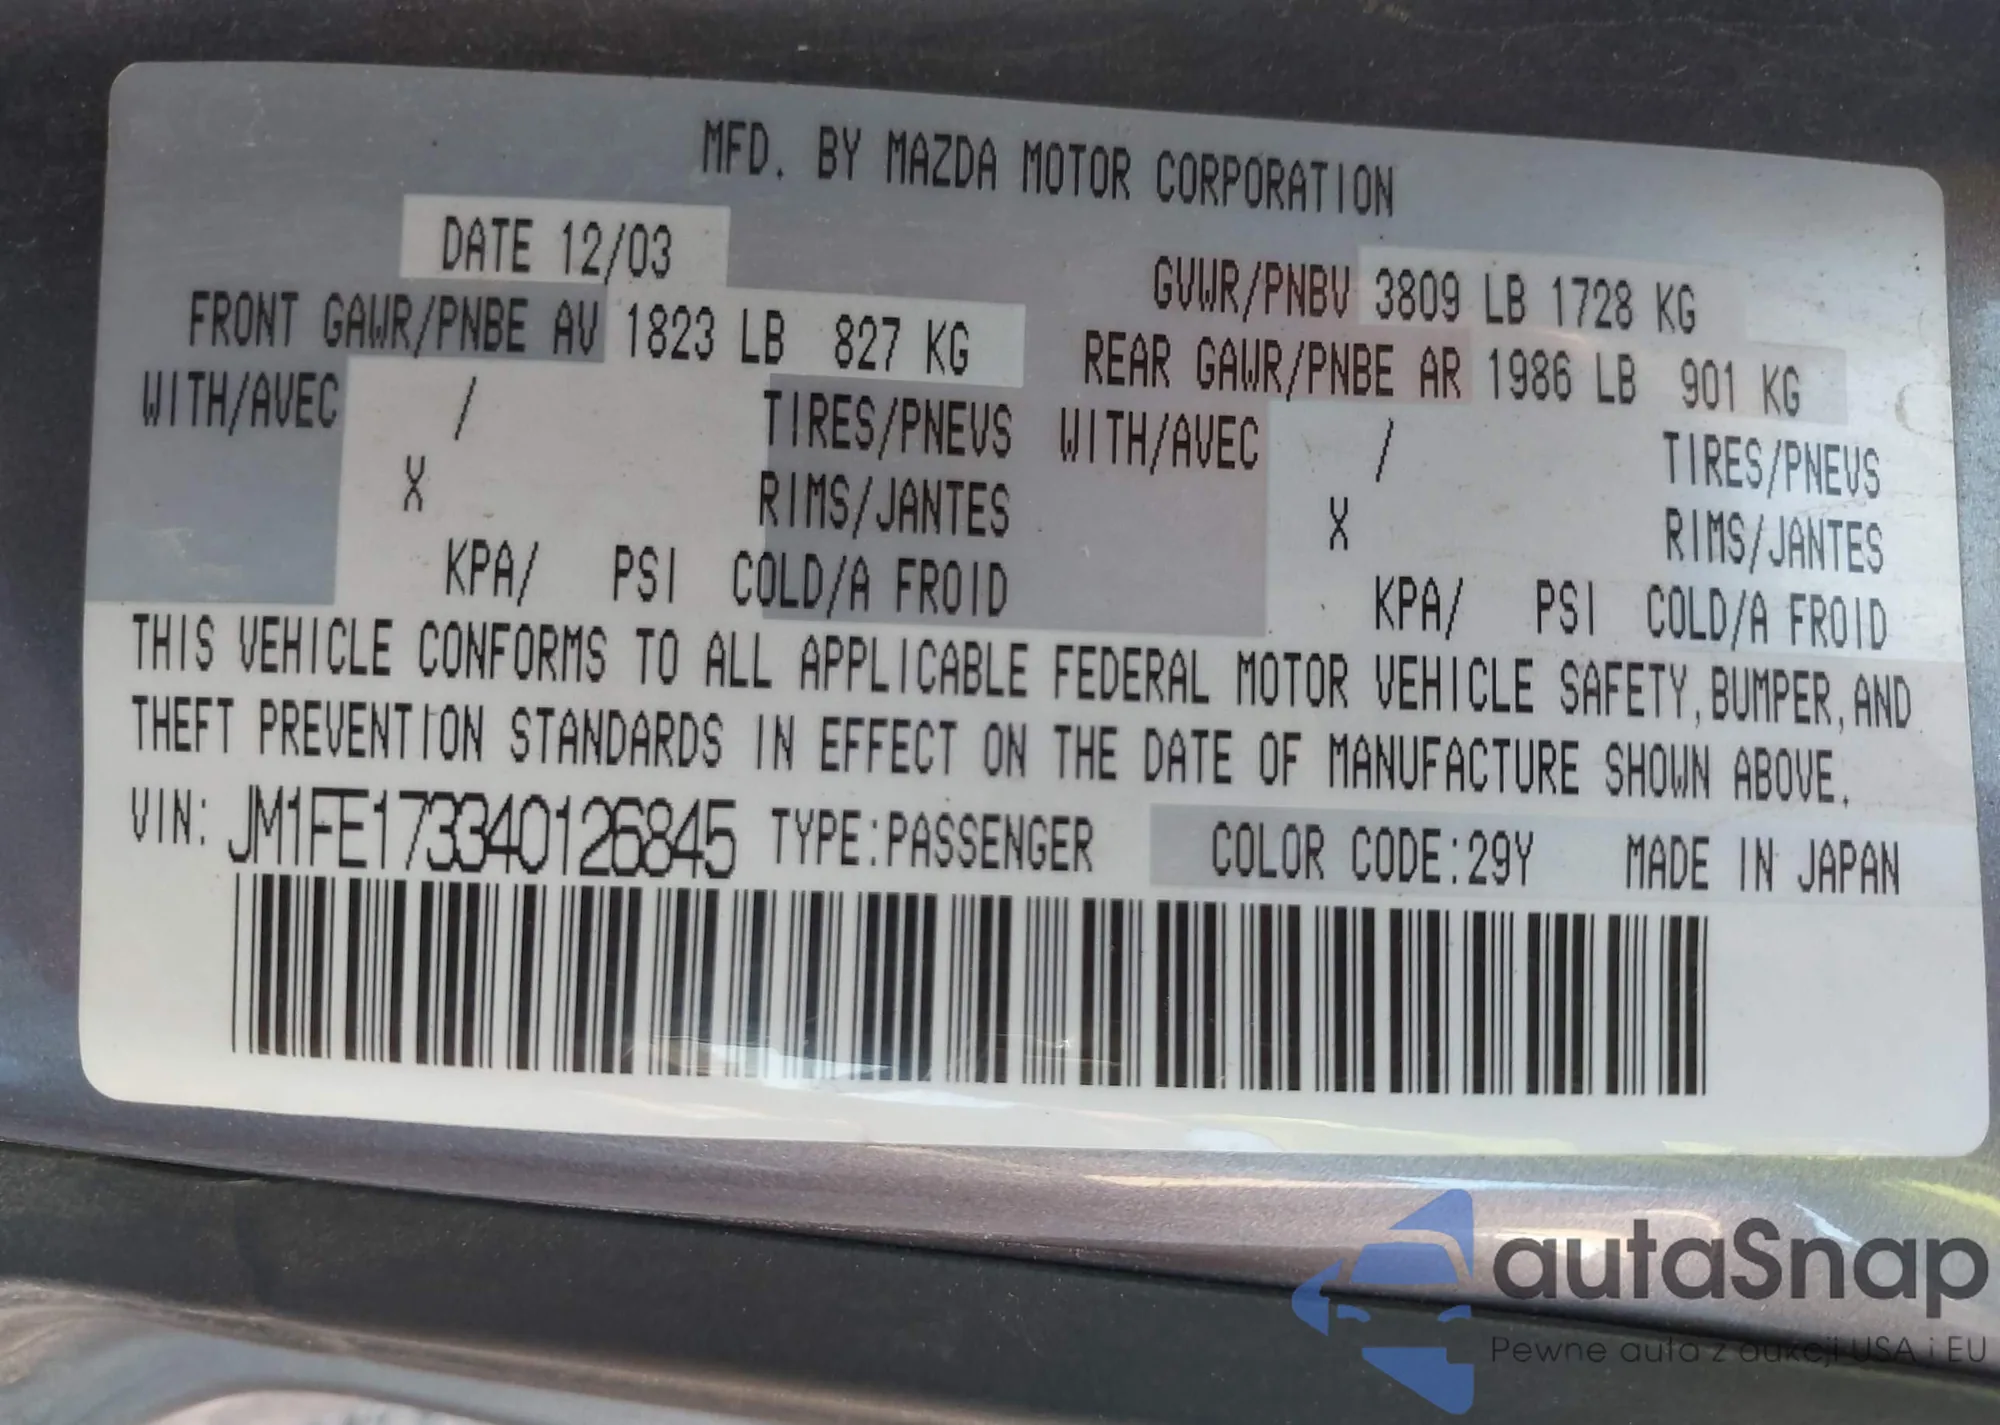 MFD. BY MAZDA MOTOR CORPORATION
DATE 12/03
GVWR/PNBV 3809 LB 1728 KG
FRONT GAWR/PNBE AV 1823 LB 827 KG
REAR GAWR/PNBE AR 1986 LB 901 KG
WITH/AVEC / TIRES/PNEUS WITH/AVEC / TIRES/PNEUS
X RIMS/JANTES X RIMS/JANTES
KPA/ PSI COLD/A FROID KPA/ PSI COLD/A FROID
THIS VEHICLE CONFORMS TO ALL APPLICABLE FEDERAL MOTOR VEHICLE SAFETY, BUMPER, AND
THEFT PREVENTION STANDARDS IN EFFECT ON THE DATE OF MANUFACTURE SHOWN ABOVE.
VIN: JM1FE173340126845 TYPE:PASSENGER COLOR CODE:29Y MADE IN JAPAN
autaSnap
Pewne auta z aukcji USA i EU